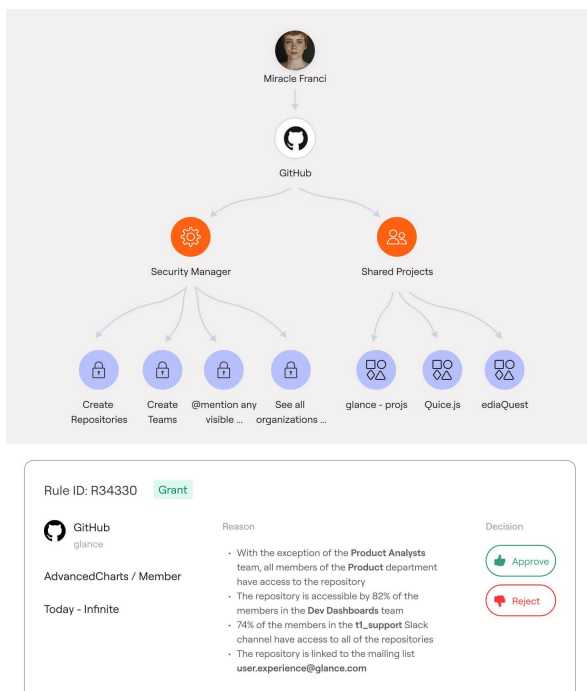 Miracle Franci
GitHub
Security Manager
Shared Projects
Create
Repositories
Create
Teams
@mention any
visible ...
See all
organizations ...
glance - projs
Quice.js
ediaQuest
Rule ID: R34330
Grant
GitHub
glance
AdvancedCharts / Member
Today - Infinite
Reason
• With the exception of the Product Analysts
team, all members of the Product department
have access to the repository
• The repository is accessible by 82% of the
members in the Dev Dashboards team
• 74% of the members in the t1_support Slack
channel have access to all of the repositories
• The repository is linked to the mailing list
user.experience@glance.com
Decision
Approve
Reject